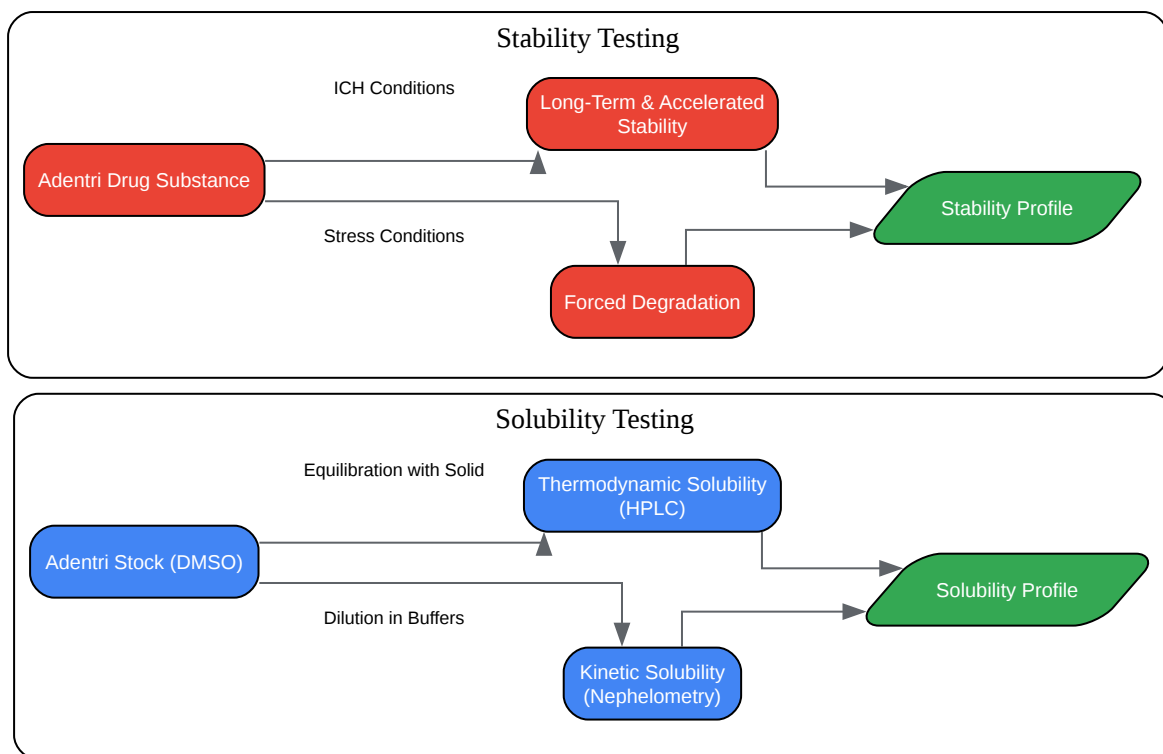 Stability Testing
ICH Conditions
Long-Term & Accelerated
Stability
Adentri Drug Substance
Stability Profile
Stress Conditions
Forced Degradation
Solubility Testing
Equilibration with Solid
Thermodynamic Solubility
(HPLC)
Adentri Stock (DMSO)
Solubility Profile
Dilution in Buffers
Kinetic Solubility
(Nephelometry)